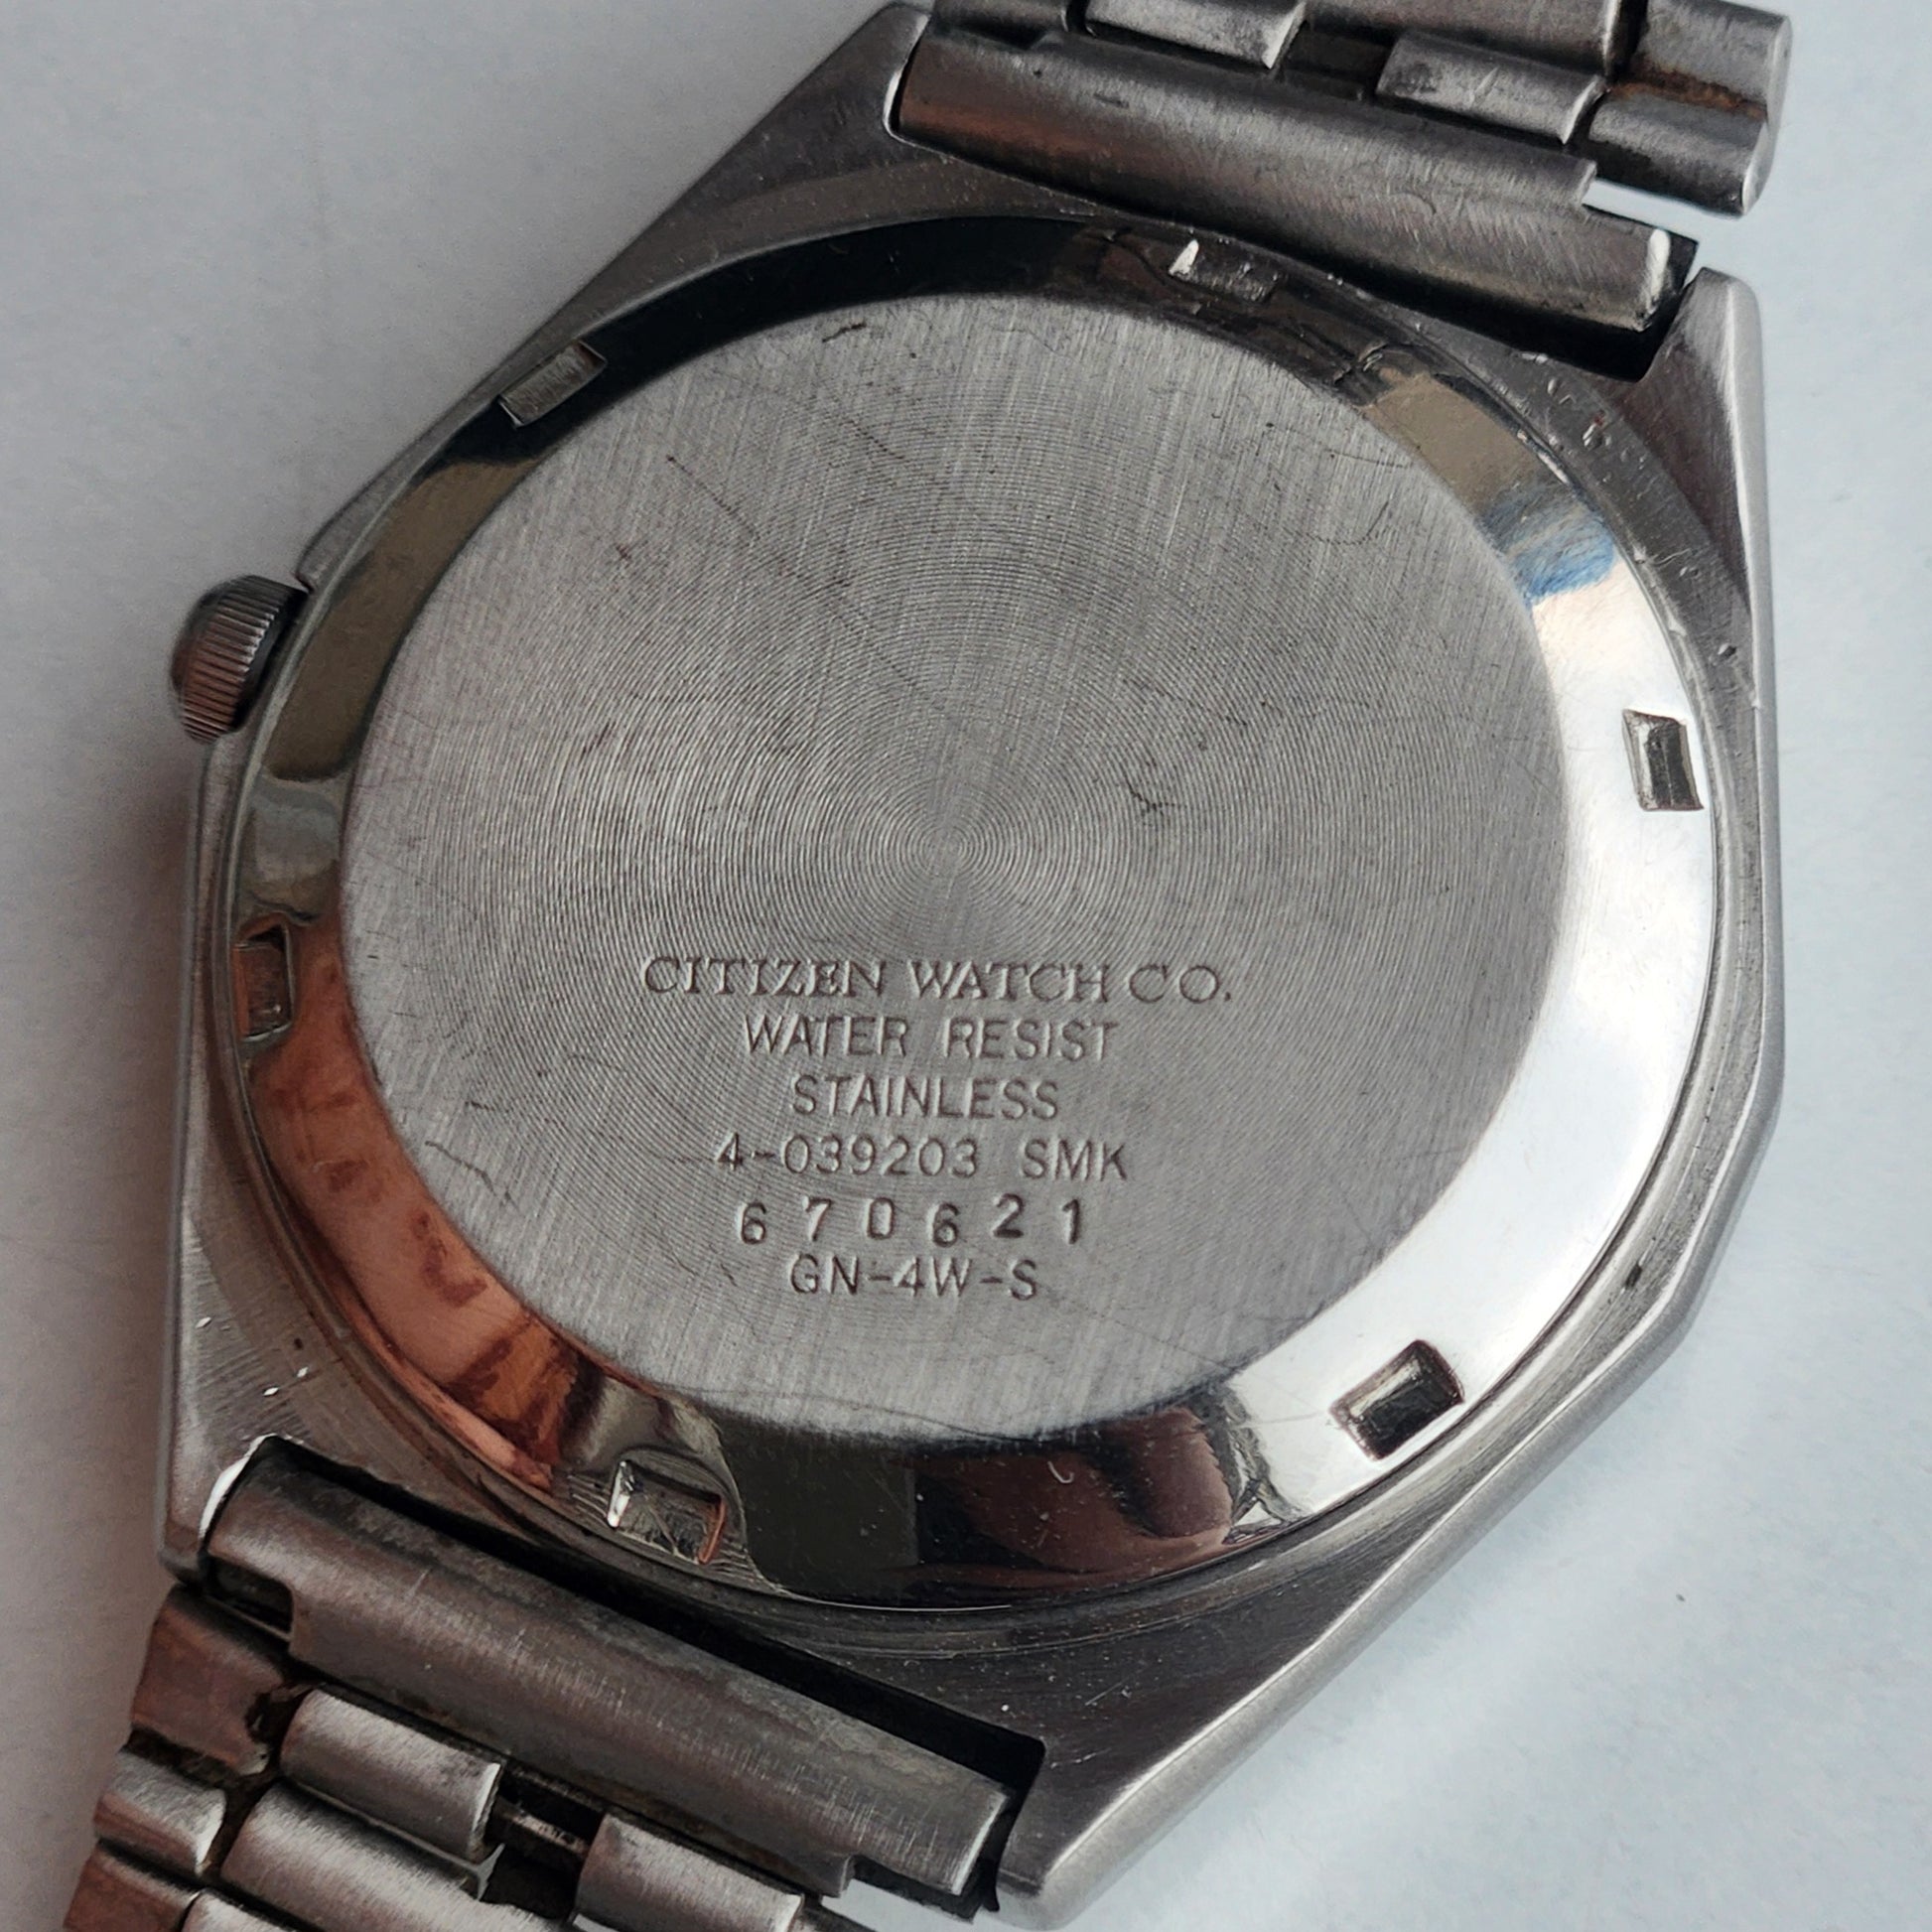 CITIZEN WATCH CO.
WATER RESIST
STAINLESS
4-039203 SMK
670621
GN-4W-S